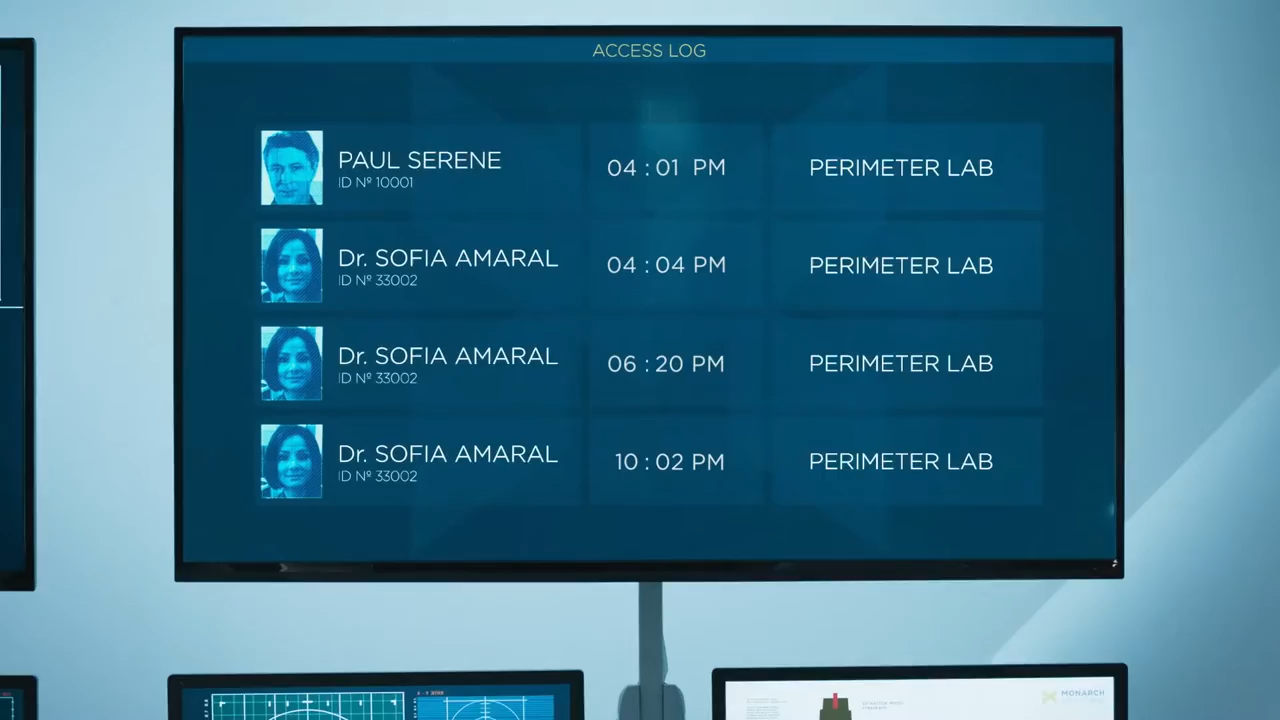 ACCESS LOG
PAUL SERENE
ID Nº 10001
04 : 01 PM
PERIMETER LAB
Dr. SOFIA AMARAL
ID Nº 33002
04 : 04 PM
PERIMETER LAB
Dr. SOFIA AMARAL
ID Nº 33002
06 : 20 PM
PERIMETER LAB
Dr. SOFIA AMARAL
ID Nº 33002
10 : 02 PM
PERIMETER LAB
MONARCH